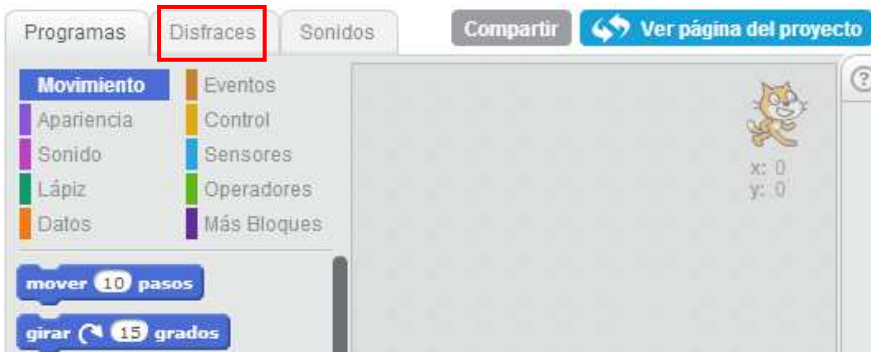 Programas Disfraces Sonidos Compartir Ver página del proyecto
Movimiento Eventos
Apariencia Control
Sonido Sensores
Lápiz Operadores
Datos Más Bloques
x: 0
y: 0
?
mover 10 pasos
girar 15 grados